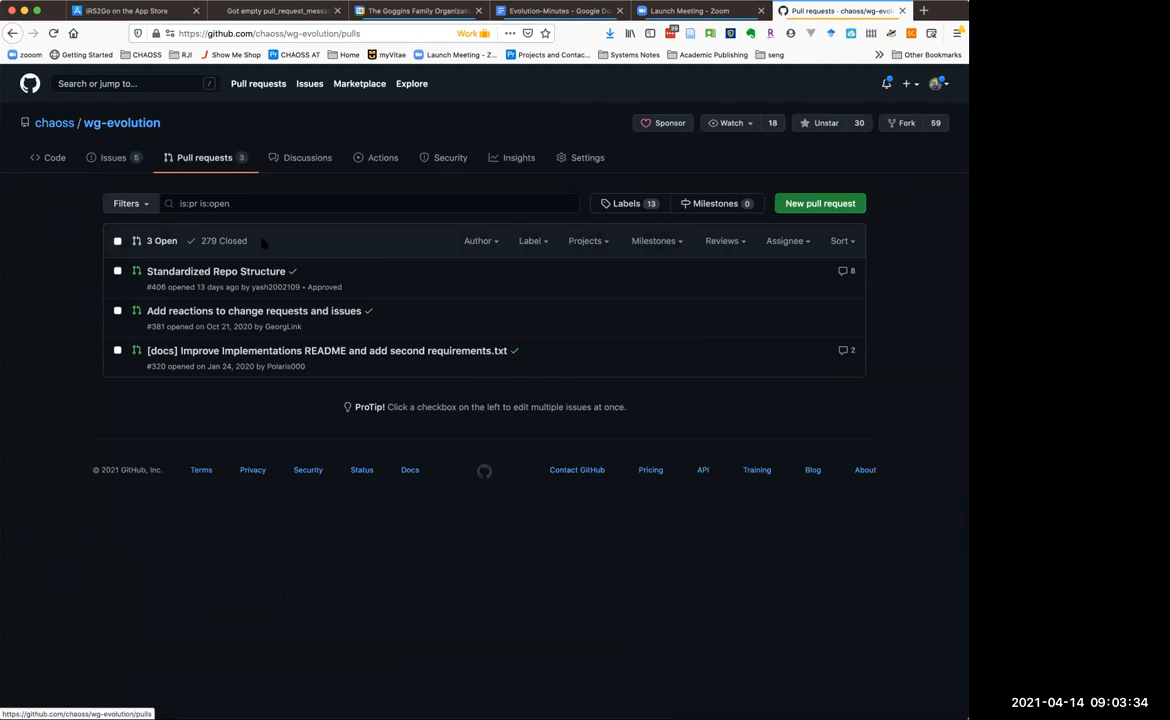 IRS2Go on the App Store
Got empty pull_request_messa
The Goggins Family Organizati
Evolution-Minutes - Google Do
Launch Meeting - Zoom
Pull requests · chaoss/wg-evol
https://github.com/chaoss/wg-evolution/pulls
Work
zooom
Getting Started
CHAOSS
RJ
Show Me Shop
CHAOSS AT
Home
myVitae
Launch Meeting - Z...
Projects and Contac...
Systems Notes
Academic Publishing
seng
Other Bookmarks
Search or jump to...
/
Pull requests
Issues
Marketplace
Explore
chaoss / wg-evolution
Sponsor
Watch
18
Unstar
30
Fork
59
Code
Issues 5
Pull requests 3
Discussions
Actions
Security
Insights
Settings
Filters
is:pr is:open
Labels 13
Milestones 0
New pull request
3 Open
279 Closed
Author
Label
Projects
Milestones
Reviews
Assignee
Sort
Standardized Repo Structure
8
#406 opened 13 days ago by yash2002109 • Approved
Add reactions to change requests and issues
#381 opened on Oct 21, 2020 by GeorgLink
[docs] Improve Implementations README and add second requirements.txt
2
#320 opened on Jan 24, 2020 by Polaris000
ProTip! Click a checkbox on the left to edit multiple issues at once.
© 2021 GitHub, Inc.
Terms
Privacy
Security
Status
Docs
Contact GitHub
Pricing
API
Training
Blog
About
https://github.com/chaoss/wg-evolution/pulls
2021-04-14 09:03:34